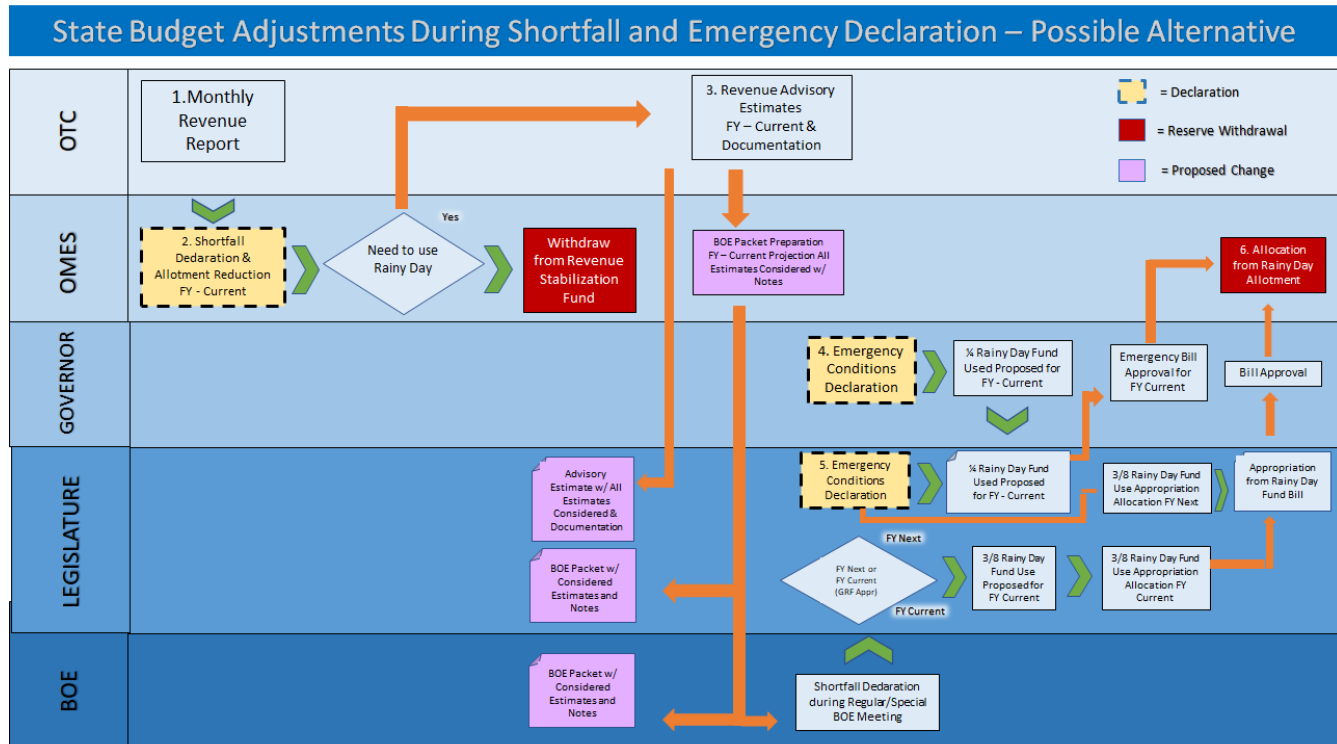 State Budget Adjustments During Shortfall and Emergency Declaration – Possible Alternative
OTC
1.Monthly
Revenue
Report
3. Revenue Advisory
Estimates
FY – Current &
Documentation
= Declaration
= Reserve Withdrawal
= Proposed Change
OMES
2. Shortfall
Dedaration &
Allotment Reduction
FY - Current
Need to use
Rainy Day
Yes
Withdraw
from Revenue
Stabilization
Fund
BOE Packet Preparation
FY – Current Projection All
Estimates Considered w/
Notes
6. Allocation
from Rainy Day
Allotment
GOVERNOR
4. Emergency
Conditions
Declaration
¼ Rainy Day Fund
Used Proposed for
FY - Current
Emergency Bill
Approval for
FY Current
Bill Approval
LEGISLATURE
Advisory
Estimate w/ All
Estimates
Considered &
Documentation
5. Emergency
Conditions
Declaration
¼ Rainy Day Fund
Used Proposed
for FY - Current
3/8 Rainy Day Fund
Use Appropriation
Allocation FY Next
Appropriation
from Rainy Day
Fund Bill
BOE Packet w/
Considered
Estimates and
Notes
FY Next
FY Next or
FY Current
(GRF Appr)
FY Current
3/8 Rainy Day
Fund Use
Proposed for
FY Current
3/8 Rainy Day Fund
Use Appropriation
Allocation FY
Current
BOE
BOE Packet w/
Considered
Estimates and
Notes
Shortfall Dedaration
during Regular/Special
BOE Meeting